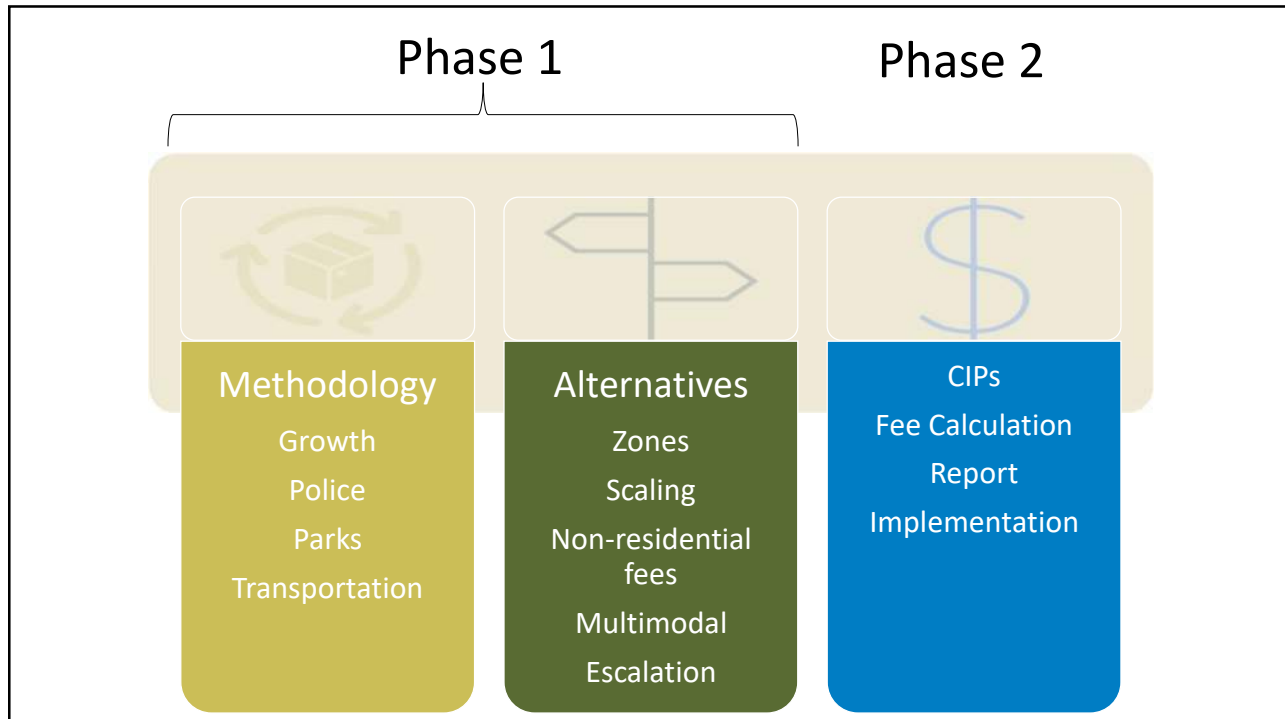 Phase 1
Phase 2
Methodology
Growth
Police
Parks
Transportation
Alternatives
Zones
Scaling
Non-residential
fees
Multimodal
Escalation
CIPs
Fee Calculation
Report
Implementation